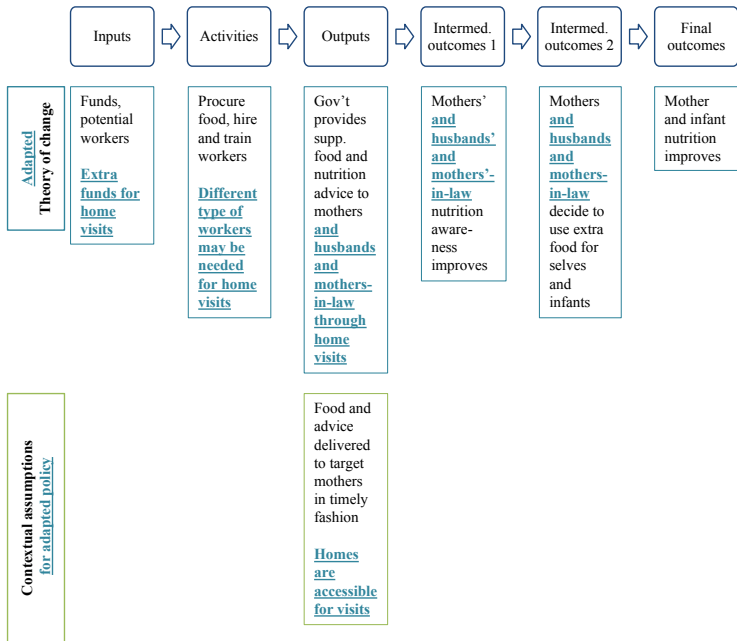 Inputs
Activities
Outputs
Intermed.
outcomes 1
Intermed.
outcomes 2
Final
outcomes
Adapted
Theory of change
Funds,
potential
workers
Extra
funds for
home
visits
Procure
food, hire
and train
workers
Different
type of
workers
may be
needed
for home
visits
Gov't
provides
supp.
food and
nutrition
advice to
mothers
and
husbands
and
mothers-
in-law
through
home
visits
Mothers'
and
husbands'
and
mothers'-
in-law
nutrition
aware-
ness
improves
Mothers
and
husbands
and
mothers-
in-law
decide to
use extra
food for
selves
and
infants
Mother
and infant
nutrition
improves
Contextual assumptions
for adapted policy
Food and
advice
delivered
to target
mothers
in timely
fashion
Homes
are
accessible
for visits